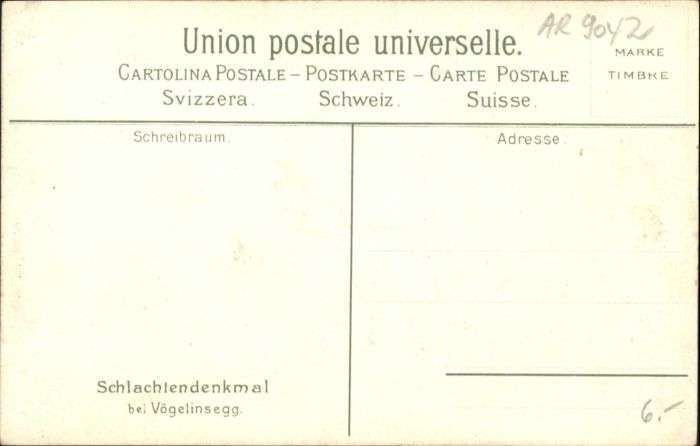 AR 9042
Union postale universelle.
MARKE
CARTOLINA POSTALE – POSTKARTE – CARTE POSTALE
TIMBRE
Svizzera. Schweiz. Suisse.
Schreibraum.
Adresse.
Schlachtendenkmal
bei Vögelinsegg.
6.-